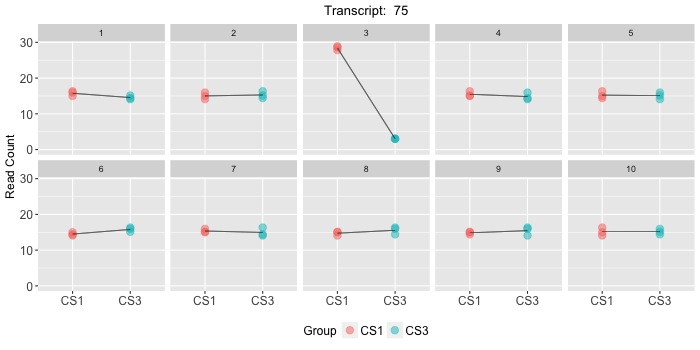 Transcript: 75
1 2 3 4 5
30
20
10
0
6 7 8 9 10
30
20
10
0
Read Count
CS1 CS3 CS1 CS3 CS1 CS3 CS1 CS3 CS1 CS3
Group CS1 CS3